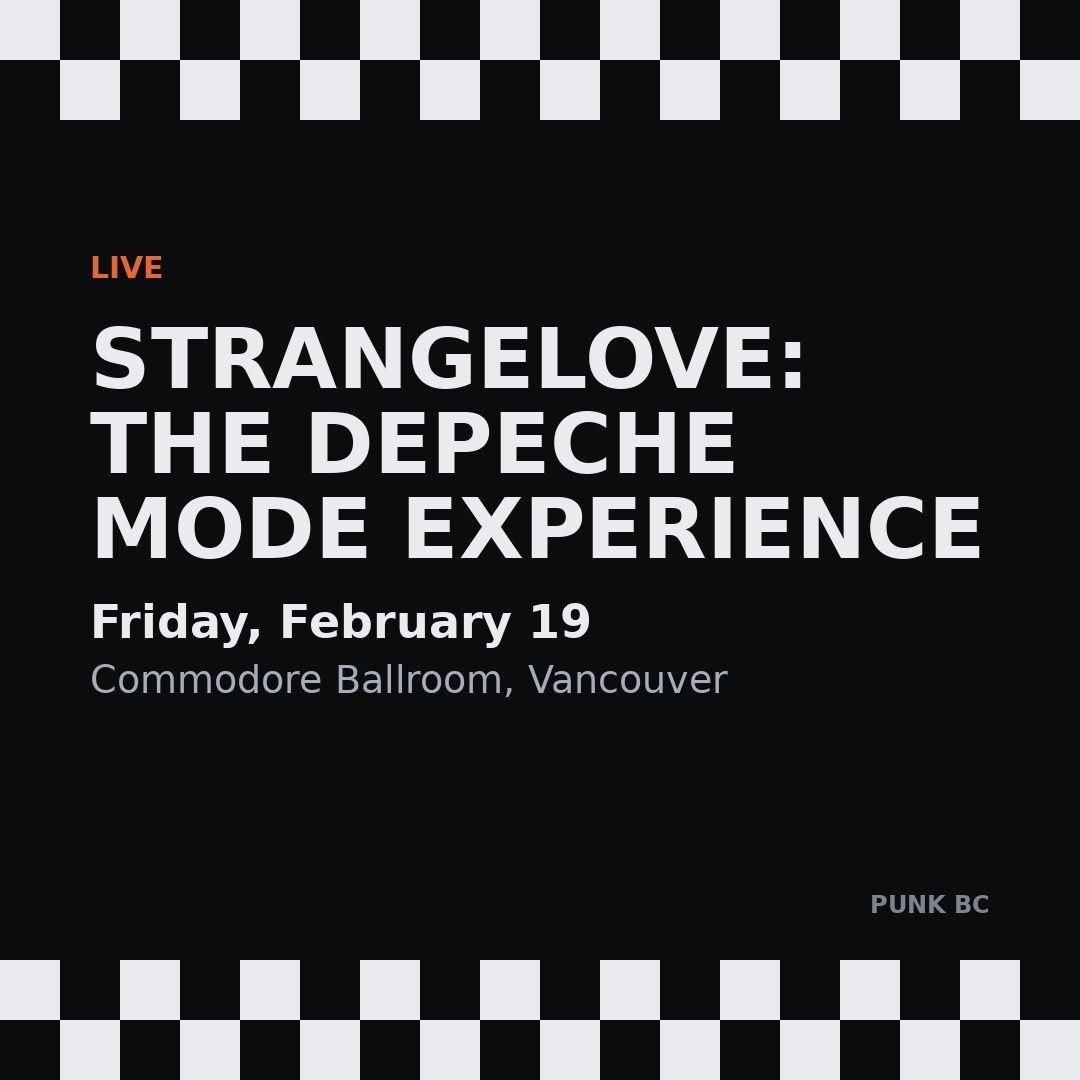 LIVE
STRANGELOVE:
THE DEPECHE
MODE EXPERIENCE
Friday, February 19
Commodore Ballroom, Vancouver
PUNK BC